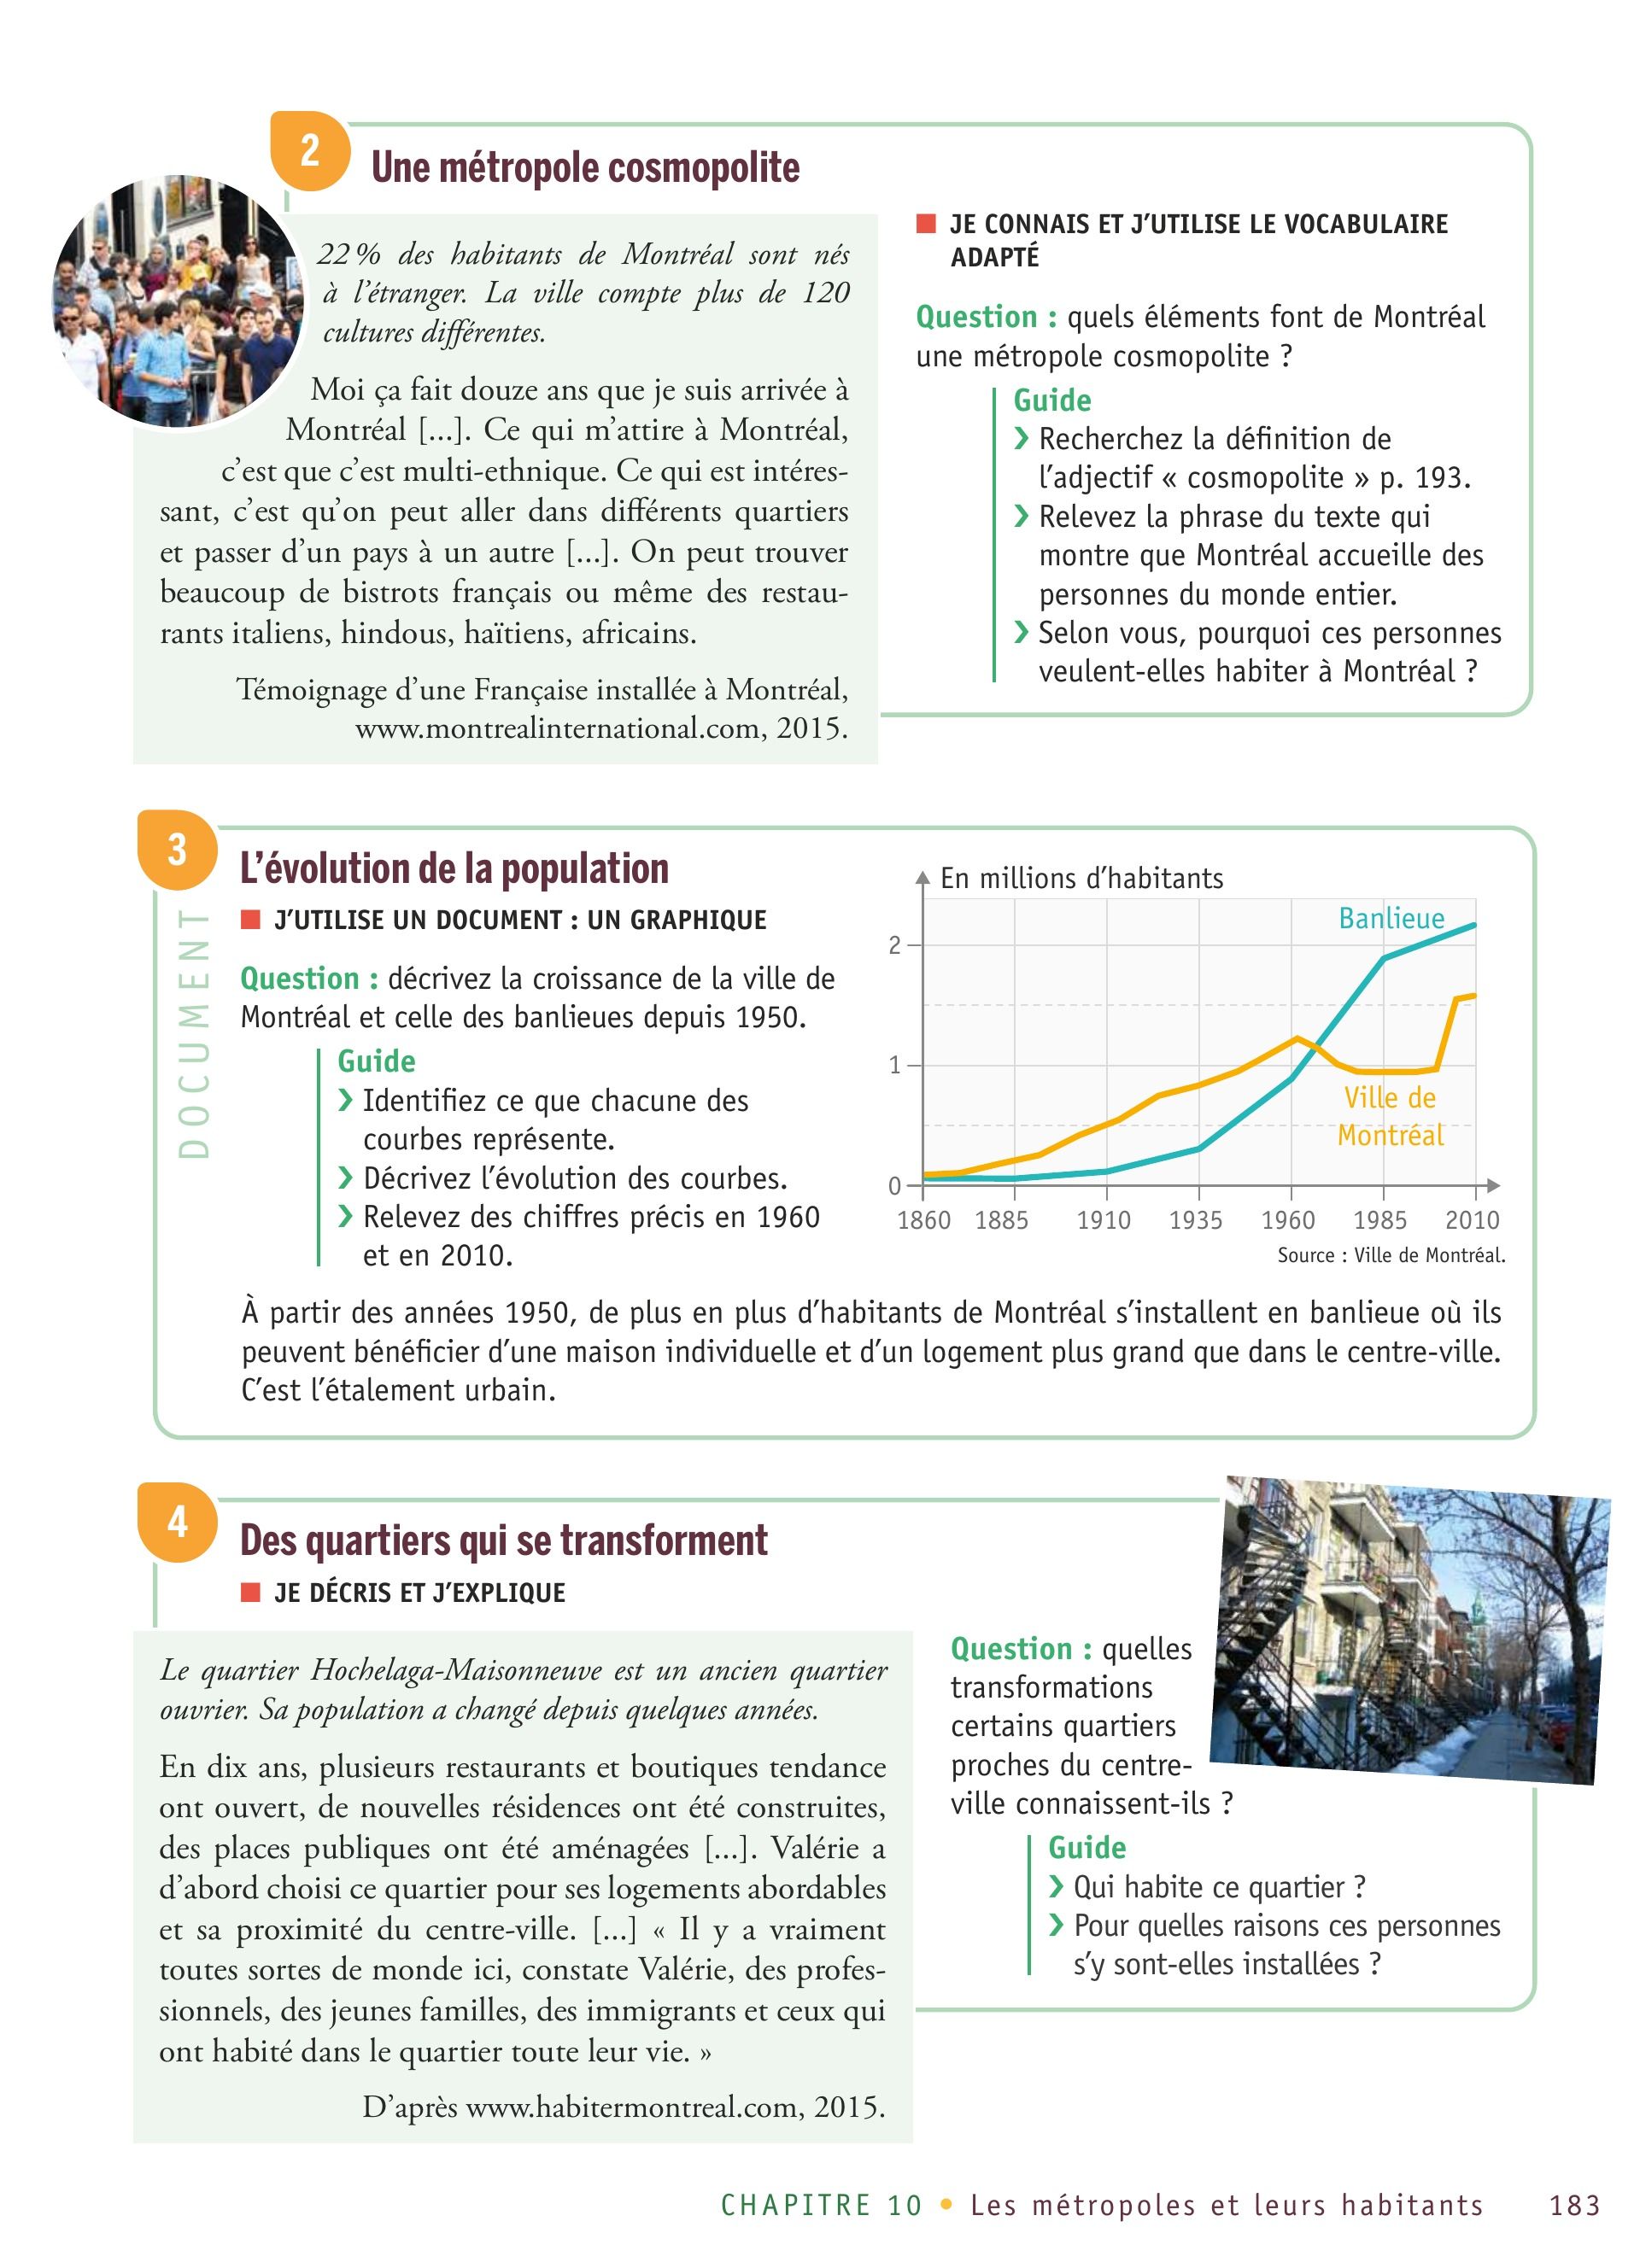 2
Une métropole cosmopolite
22 % des habitants de Montréal sont nés
à l’étranger. La ville compte plus de 120
cultures différentes.
Moi ça fait douze ans que je suis arrivée à
Montréal [...]. Ce qui m’attire à Montréal,
c’est que c’est multi-ethnique. Ce qui est intéres-
sant, c’est qu’on peut aller dans différents quartiers
et passer d’un pays à un autre [...]. On peut trouver
beaucoup de bistrots français ou même des restau-
rants italiens, hindous, haïtiens, africains.
Témoignage d’une Française installée à Montréal,
www.montrealinternational.com, 2015.
JE CONNAIS ET J’UTILISE LE VOCABULAIRE
ADAPTÉ
Question : quels éléments font de Montréal
une métropole cosmopolite ?
Guide
❯ Recherchez la définition de
l’adjectif « cosmopolite » p. 193.
❯ Relevez la phrase du texte qui
montre que Montréal accueille des
personnes du monde entier.
❯ Selon vous, pourquoi ces personnes
veulent-elles habiter à Montréal ?
3
DOCUMENT
L’évolution de la population
J’UTILISE UN DOCUMENT : UN GRAPHIQUE
Question : décrivez la croissance de la ville de
Montréal et celle des banlieues depuis 1950.
Guide
❯ Identifiez ce que chacune des
courbes représente.
❯ Décrivez l’évolution des courbes.
❯ Relevez des chiffres précis en 1960
et en 2010.
En millions d’habitants
Banlieue
2
1
Ville de
Montréal
0
1860 1885 1910 1935 1960 1985 2010
Source : Ville de Montréal.
À partir des années 1950, de plus en plus d’habitants de Montréal s’installent en banlieue où ils
peuvent bénéficier d’une maison individuelle et d’un logement plus grand que dans le centre-ville.
C’est l’étalement urbain.
4
Des quartiers qui se transforment
JE DÉCRIS ET J’EXPLIQUE
Le quartier Hochelaga-Maisonneuve est un ancien quartier
ouvrier. Sa population a changé depuis quelques années.
En dix ans, plusieurs restaurants et boutiques tendance
ont ouvert, de nouvelles résidences ont été construites,
des places publiques ont été aménagées [...]. Valérie a
d’abord choisi ce quartier pour ses logements abordables
et sa proximité du centre-ville. [...] « Il y a vraiment
toutes sortes de monde ici, constate Valérie, des profes-
sionnels, des jeunes familles, des immigrants et ceux qui
ont habité dans le quartier toute leur vie. »
D’après www.habitermontreal.com, 2015.
Question : quelles
transformations
certains quartiers
proches du centre-
ville connaissent-ils ?
Guide
❯ Qui habite ce quartier ?
❯ Pour quelles raisons ces personnes
s’y sont-elles installées ?
CHAPITRE 10 • Les métropoles et leurs habitants 183